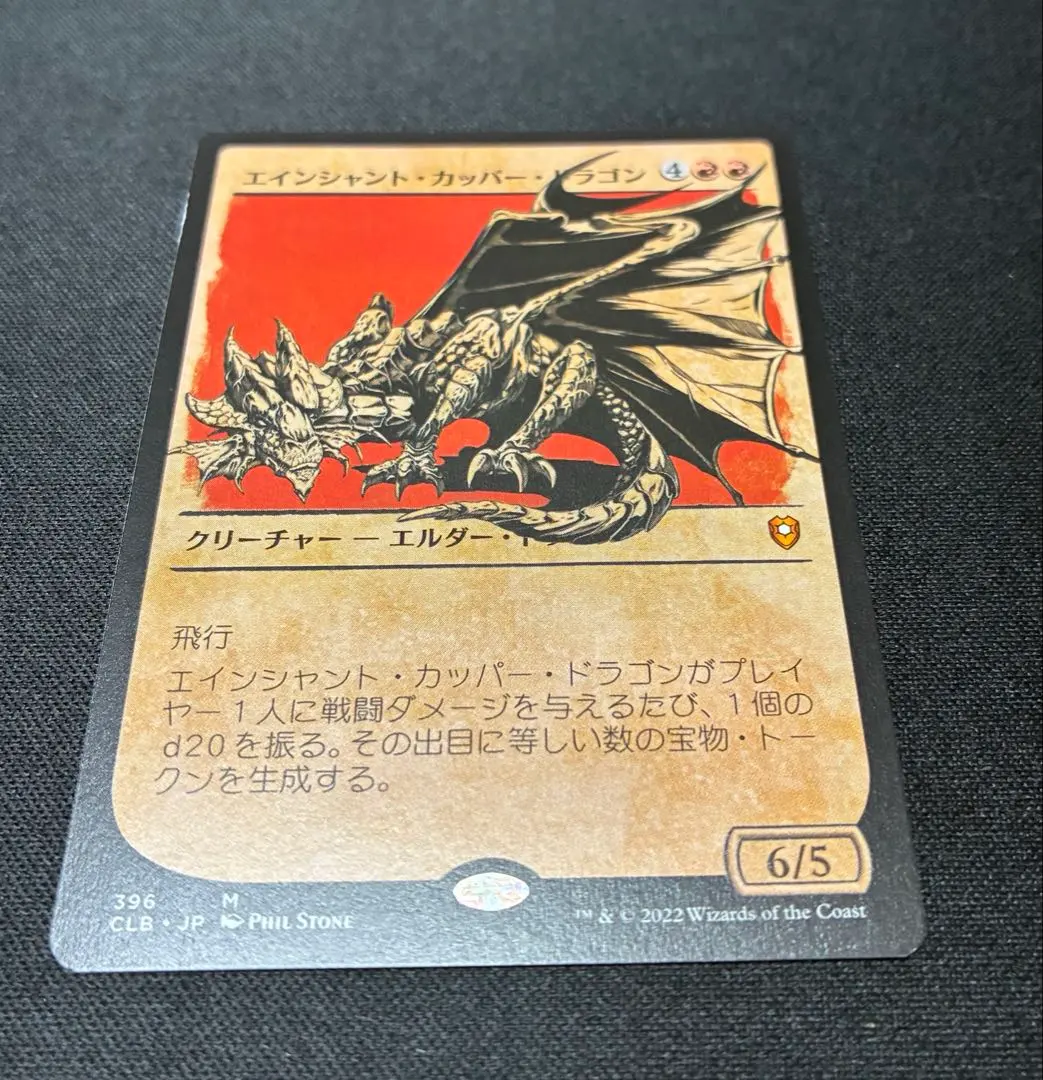 エインシャント・カッパー・ドラゴン 4
クリーチャー — エルダー・
飛行
エインシャント・カッパー・ドラゴンがプレイ
ヤー1人に戦闘ダメージを与えるたび、1個の
d20を振る。その出目に等しい数の宝物・トー
クンを生成する。
6/5
396 M
CLB • JP PHIL STONE
™ & © 2022 Wizards of the Coast